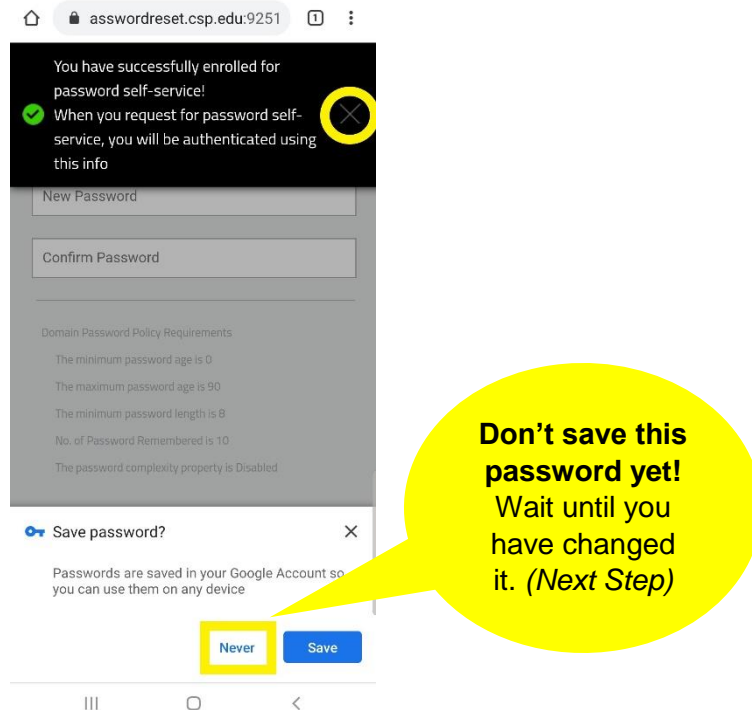 asswordreset.csp.edu:9251 1
You have successfully enrolled for
password self-service!
When you request for password self-
service, you will be authenticated using
this info
New Password
Confirm Password
Domain Password Policy Requirements
The minimum password age is 0
The maximum password age is 90
The minimum password length is 8
No. of Password Remembered is 10
The password complexity property is Disabled
Don't save this
password yet!
Wait until you
have changed
it. (Next Step)
Save password?
Passwords are saved in your Google Account so
you can use them on any device
Never Save